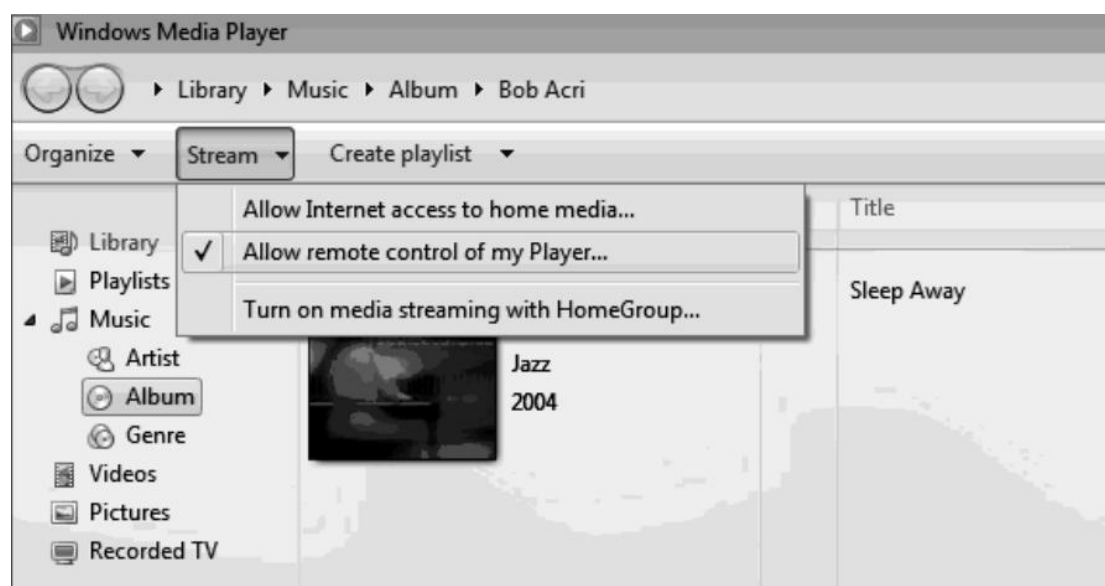 Windows Media Player
Library Music Album Bob Acri
Organize Stream Create playlist
Allow Internet access to home media...
Allow remote control of my Player...
Turn on media streaming with HomeGroup...
Title
Library
Playlists
Music
Artist
Album
Genre
Videos
Pictures
Recorded TV
Jazz
2004
Sleep Away